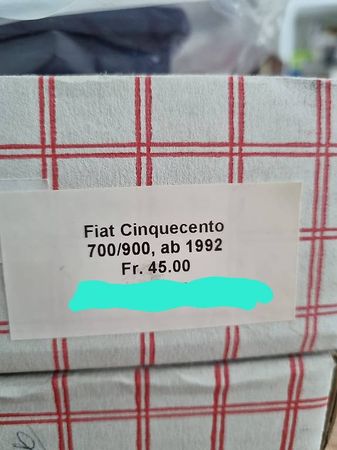 Fiat Cinquecento
700/900, ab 1992
Fr. 45.00